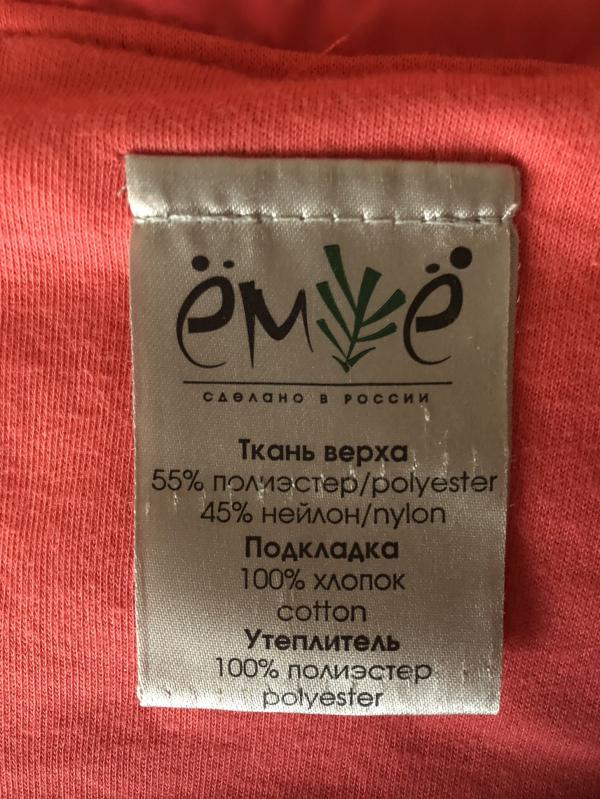 ёмаё
сделано в россии
Ткань верха
55% полиэстер/polyester
45% нейлон/nylon
Подкладка
100% хлопок
cotton
Утеплитель
100% полиэстер
polyester